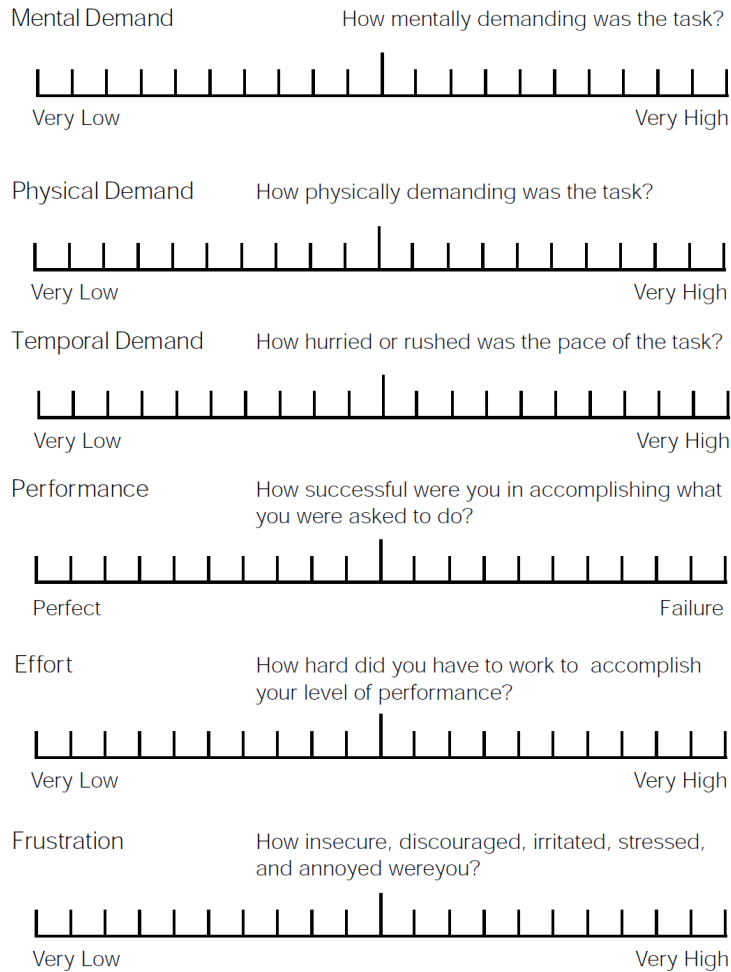 Mental Demand How mentally demanding was the task?
Very Low Very High
Physical Demand How physically demanding was the task?
Very Low Very High
Temporal Demand How hurried or rushed was the pace of the task?
Very Low Very High
Performance How successful were you in accomplishing what
you were asked to do?
Perfect Failure
Effort How hard did you have to work to accomplish
your level of performance?
Very Low Very High
Frustration How insecure, discouraged, irritated, stressed,
and annoyed wereyou?
Very Low Very High